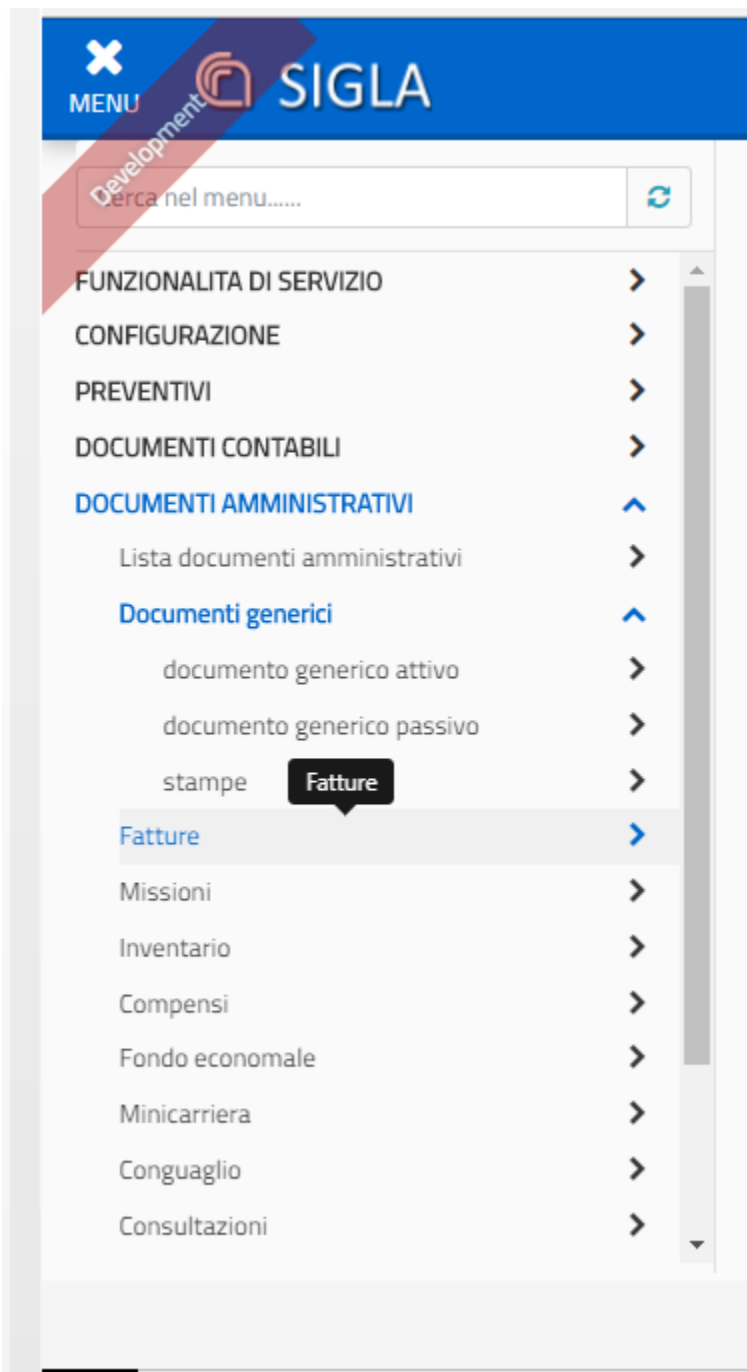 MENU
SIGLA
Development
Cerca nel menu......
FUNZIONALITA DI SERVIZIO
CONFIGURAZIONE
PREVENTIVI
DOCUMENTI CONTABILI
DOCUMENTI AMMINISTRATIVI
Lista documenti amministrativi
Documenti generici
documento generico attivo
documento generico passivo
stampe
Fatture
Fatture
Missioni
Inventario
Compensi
Fondo economale
Minicarriera
Conguaglio
Consultazioni